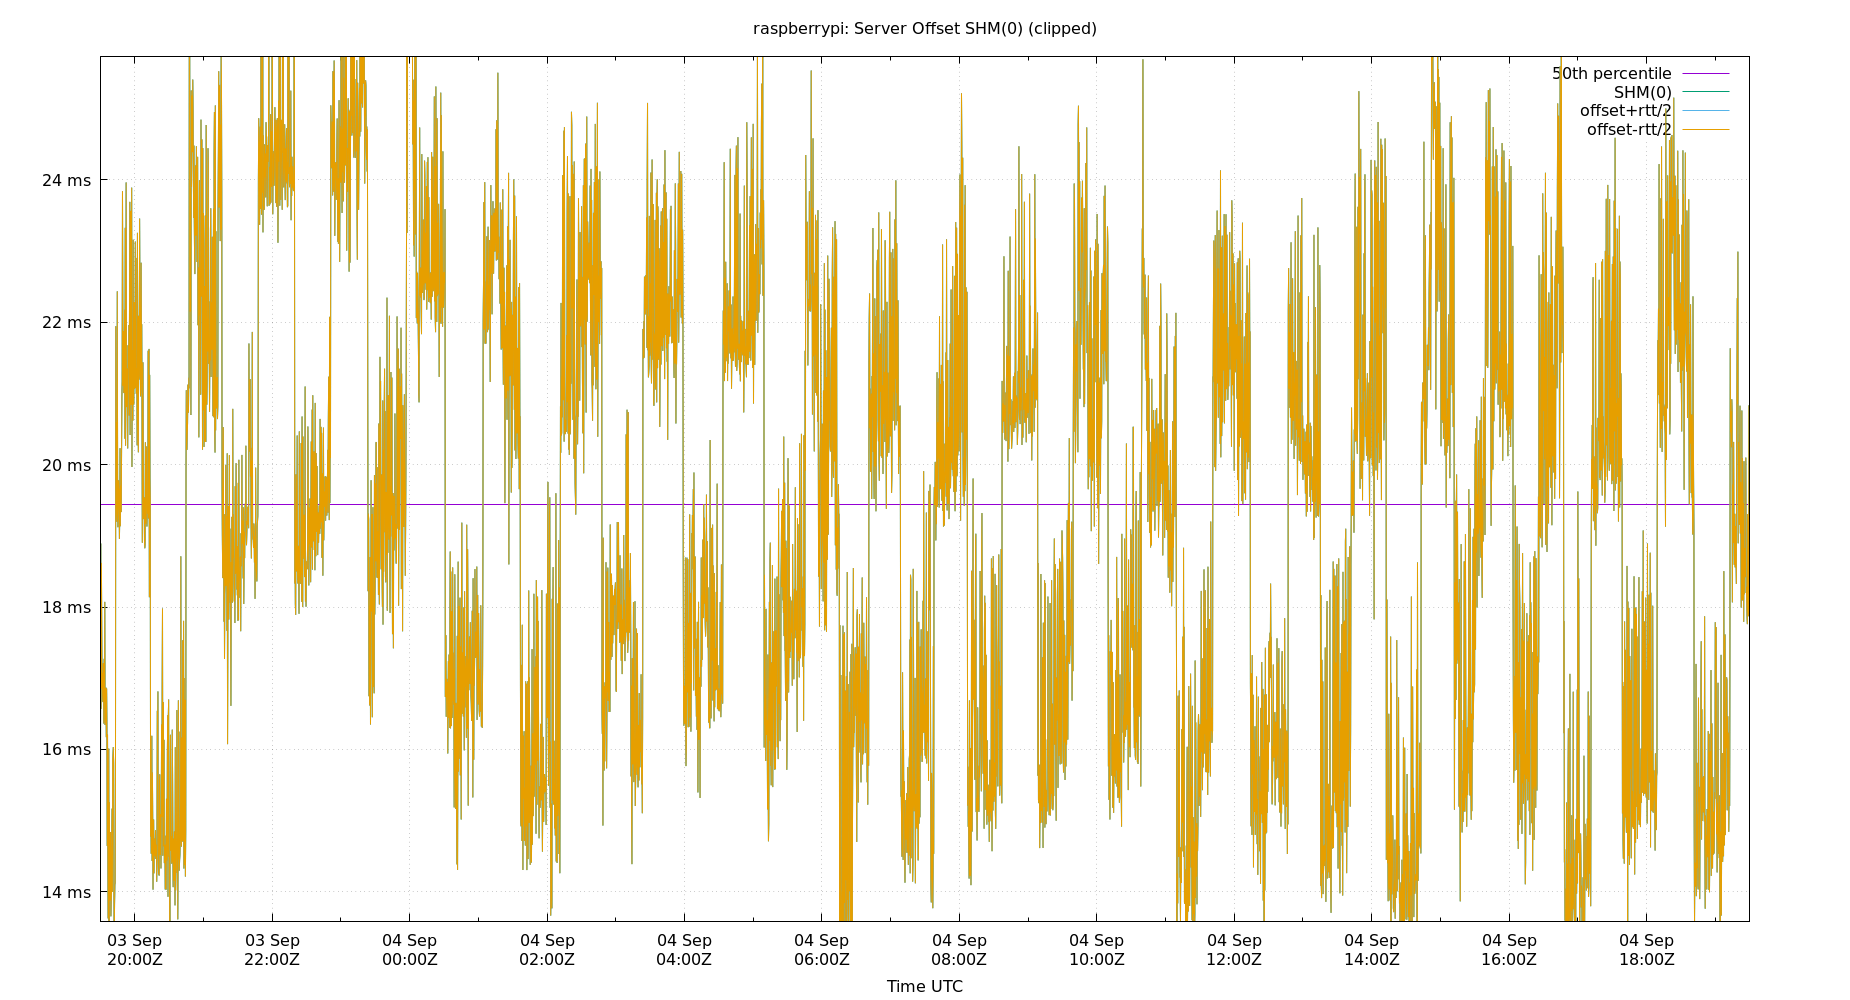 raspberrypi: Server Offset SHM(0) (clipped)
50th percentile
SHM(0)
offset+rtt/2
offset-rtt/2
24 ms
22 ms
20 ms
18 ms
16 ms
14 ms
03 Sep 03 Sep 04 Sep 04 Sep 04 Sep 04 Sep 04 Sep 04 Sep 04 Sep 04 Sep 04 Sep 04 Sep
20:00Z 22:00Z 00:00Z 02:00Z 04:00Z 06:00Z 08:00Z 10:00Z 12:00Z 14:00Z 16:00Z 18:00Z
Time UTC